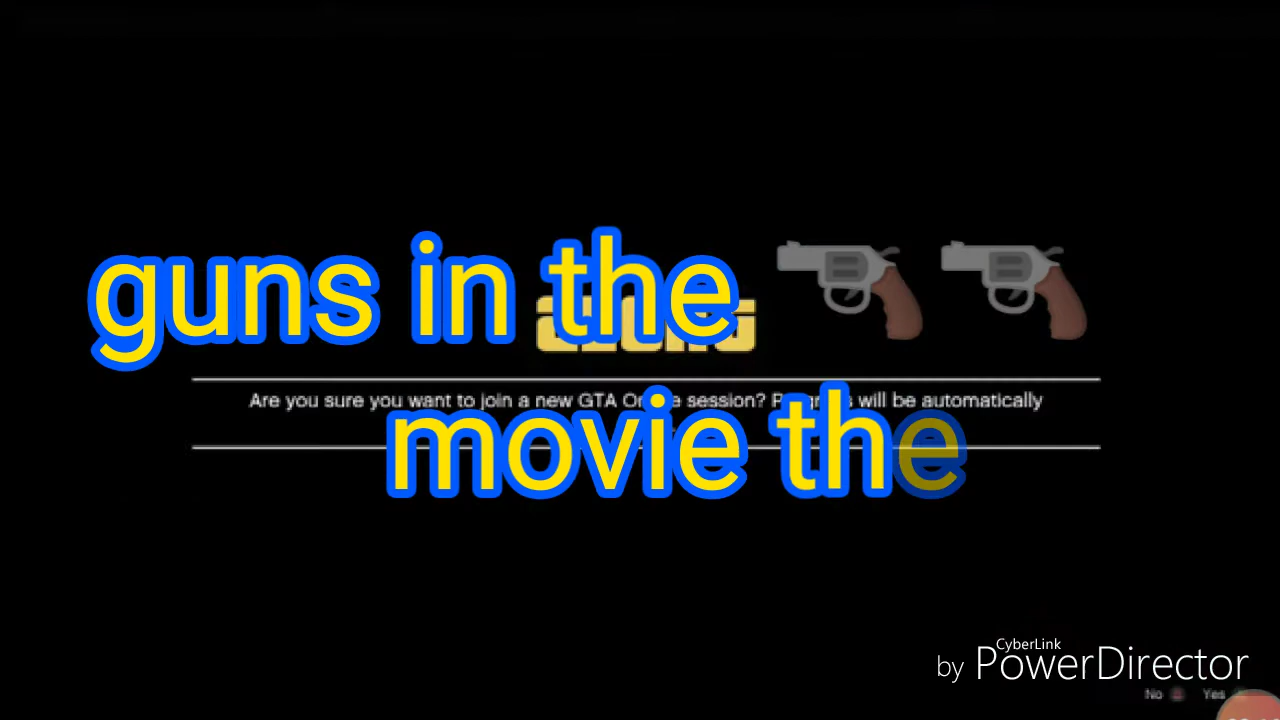 guns in the
Are you sure you want to join a new GTA session? will be automatically
movie the
CyberLink
by PowerDirector
No Yes